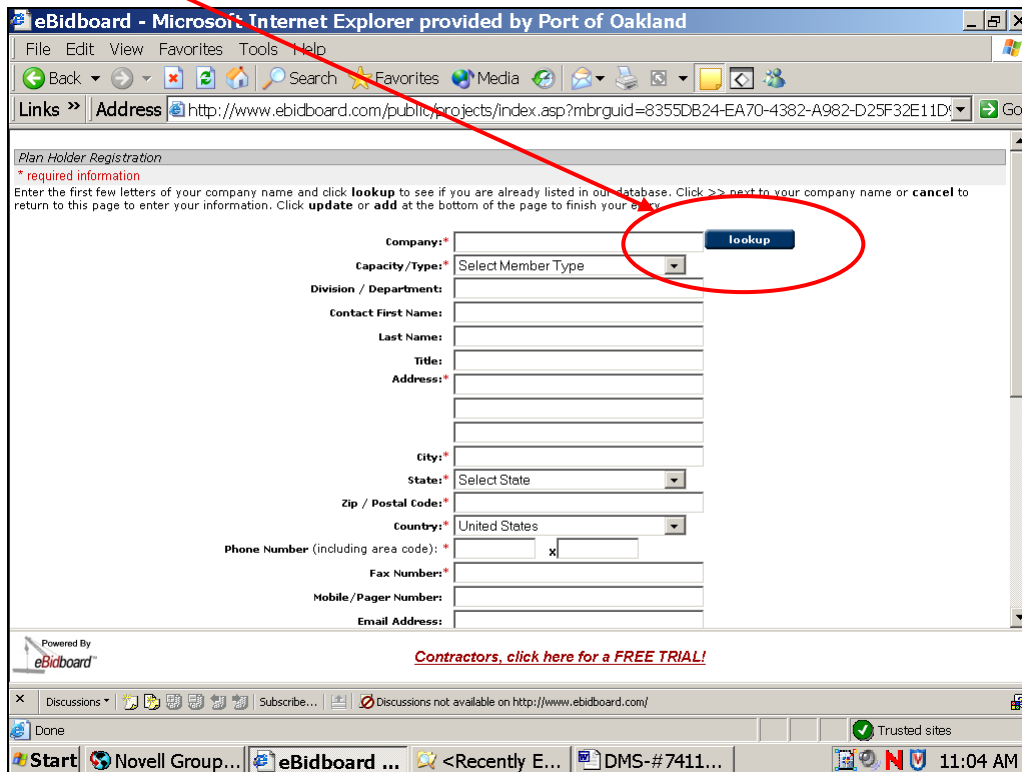 eBidboard - Microsoft Internet Explorer provided by Port of Oakland
File Edit View Favorites Tools Help
Back Search Favorites Media
Links » Address http://www.ebidboard.com/public/projects/index.asp?mbrguid=8355DB24-EA70-4382-A982-D25F32E11D Go
Plan Holder Registration
* required information
Enter the first few letters of your company name and click lookup to see if you are already listed in our database. Click >> next to your company name or cancel to
return to this page to enter your information. Click update or add at the bottom of the page to finish your entry.
Company:* lookup
Capacity/Type:* Select Member Type
Division / Department:
Contact First Name:
Last Name:
Title:
Address:*
City:*
State:* Select State
Zip / Postal Code:*
Country:* United States
Phone Number (including area code): * x
Fax Number:*
Mobile/Pager Number:
Email Address:
Powered By
eBidboard™
Contractors, click here for a FREE TRIAL!
× Discussions Subscribe... Discussions not available on http://www.ebidboard.com/
Done Trusted sites
Start Novell Group... eBidboard ... <Recently E... DMS-#7411... 11:04 AM